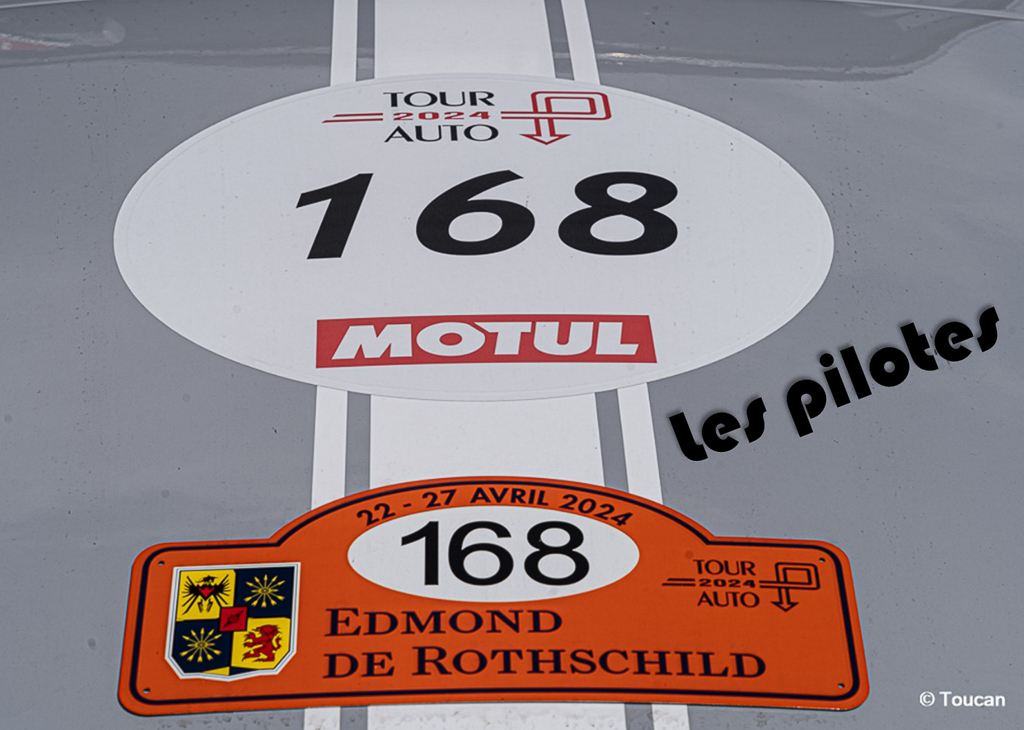 TOUR
2024
AUTO
168
MOTUL
Les pilotes
22 - 27 AVRIL 2024
168
TOUR
2024
AUTO
EDMOND
DE ROTHSCHILD
© Toucan